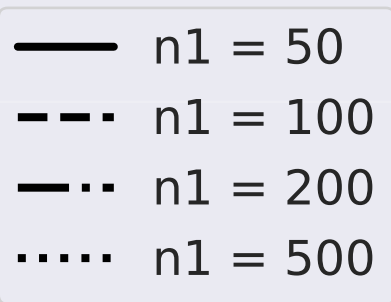 n1 = 50
n1 = 100
n1 = 200
n1 = 500